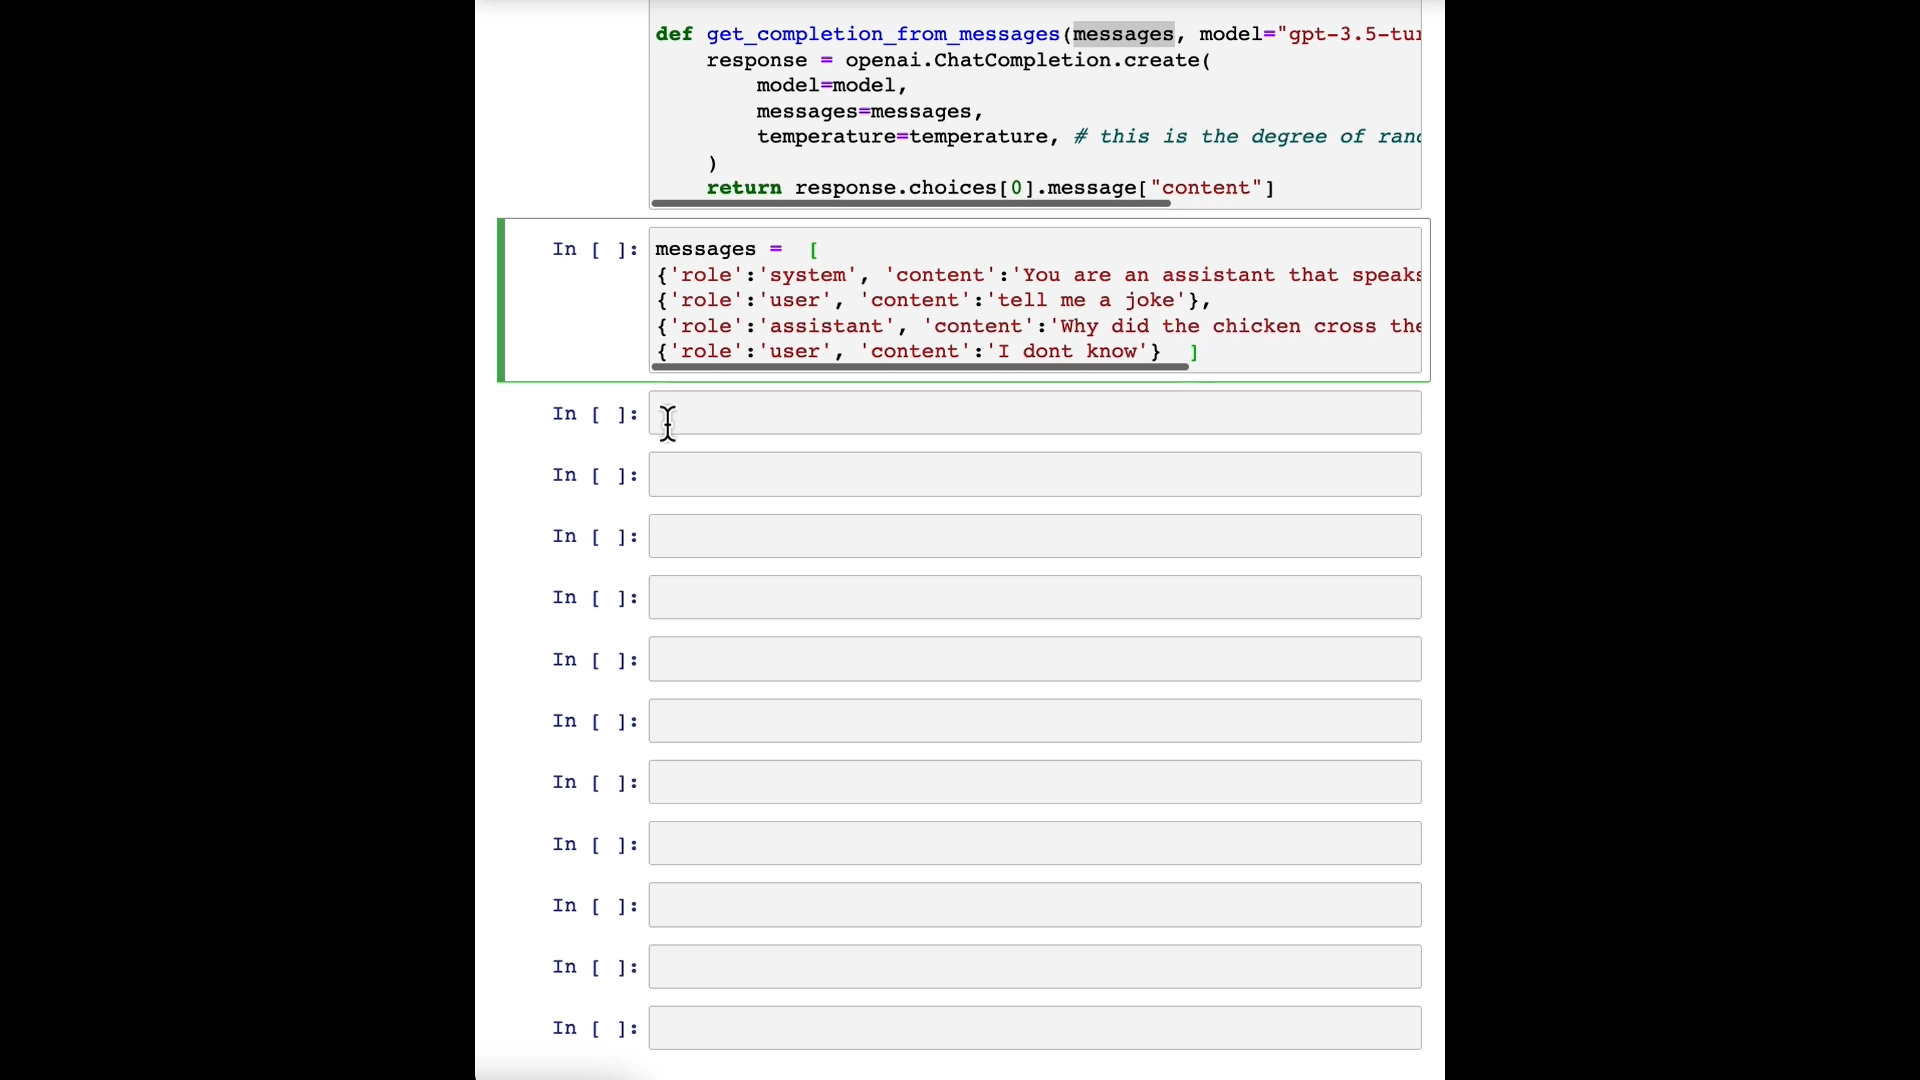 def get_completion_from_messages(messages, model="gpt-3.5-tur
response = openai.ChatCompletion.create(
model=model,
messages=messages,
temperature=temperature, # this is the degree of rand
)
return response.choices[0].message["content"]
In [ ]: messages =  [
{'role':'system', 'content':'You are an assistant that speaks
{'role':'user', 'content':'tell me a joke'},
{'role':'assistant', 'content':'Why did the chicken cross the
{'role':'user', 'content':'I dont know'}  ]
In [ ]:
In [ ]:
In [ ]:
In [ ]:
In [ ]:
In [ ]:
In [ ]:
In [ ]:
In [ ]:
In [ ]:
In [ ]: